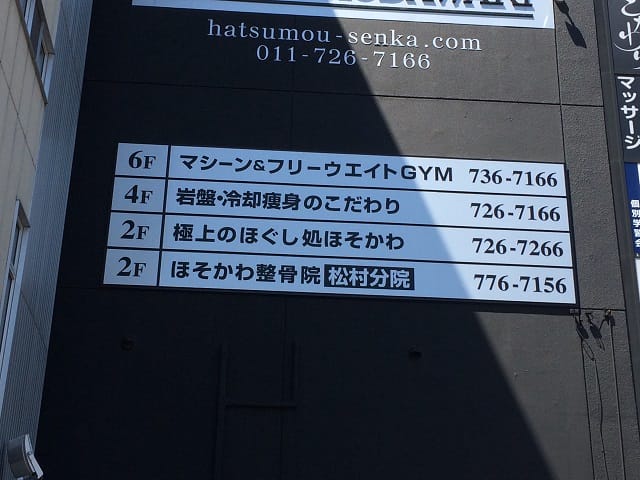 hatsumou-senka.com
011-726-7166
6F マシーン&フリーウエイトGYM 736-7166
4F 岩盤・冷却痩身のこだわり 726-7166
2F 極上のほぐし処ほそかわ 726-7266
2F ほそかわ整骨院 松村分院 776-7156
マッサージ